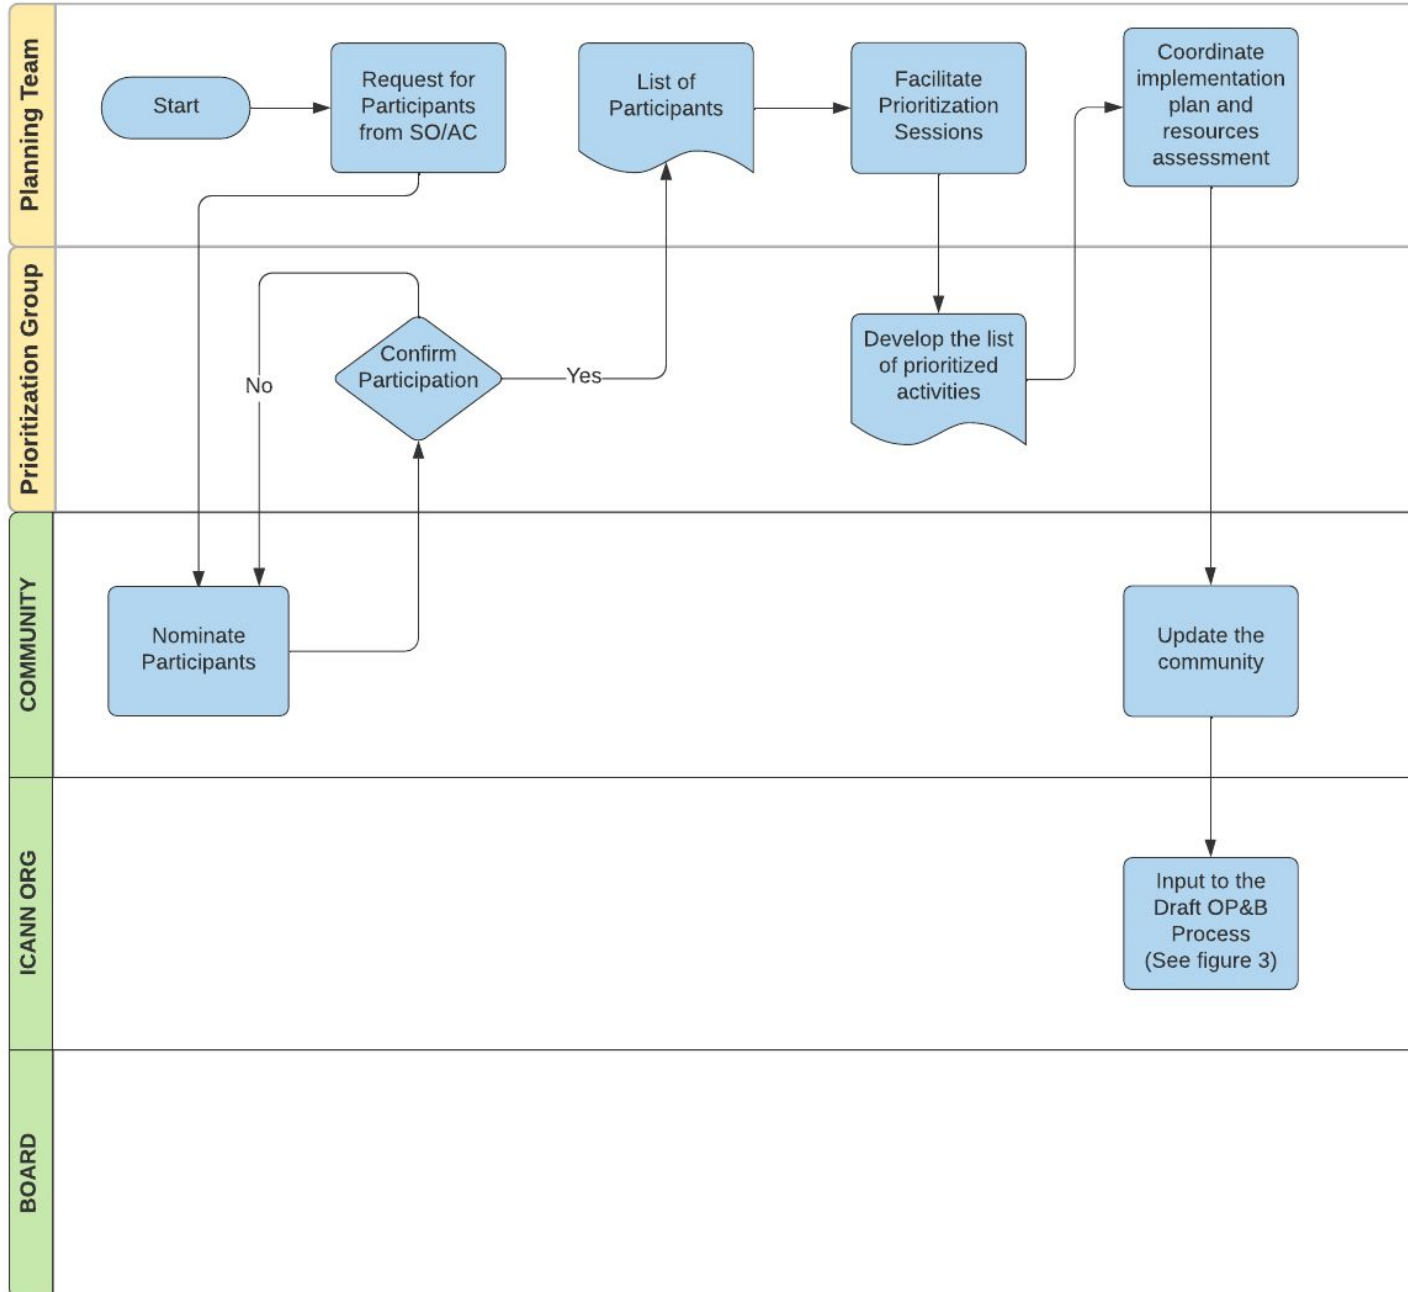 Planning Team
Start
Request for
Participants
from SO/AC
List of
Participants
Facilitate
Prioritization
Sessions
Coordinate
implementation
plan and
resources
assessment
Prioritization Group
No
Confirm
Participation
Yes
Develop the list
of prioritized
activities
COMMUNITY
Nominate
Participants
Update the
community
ICANN ORG
Input to the
Draft OP&B
Process
(See figure 3)
BOARD